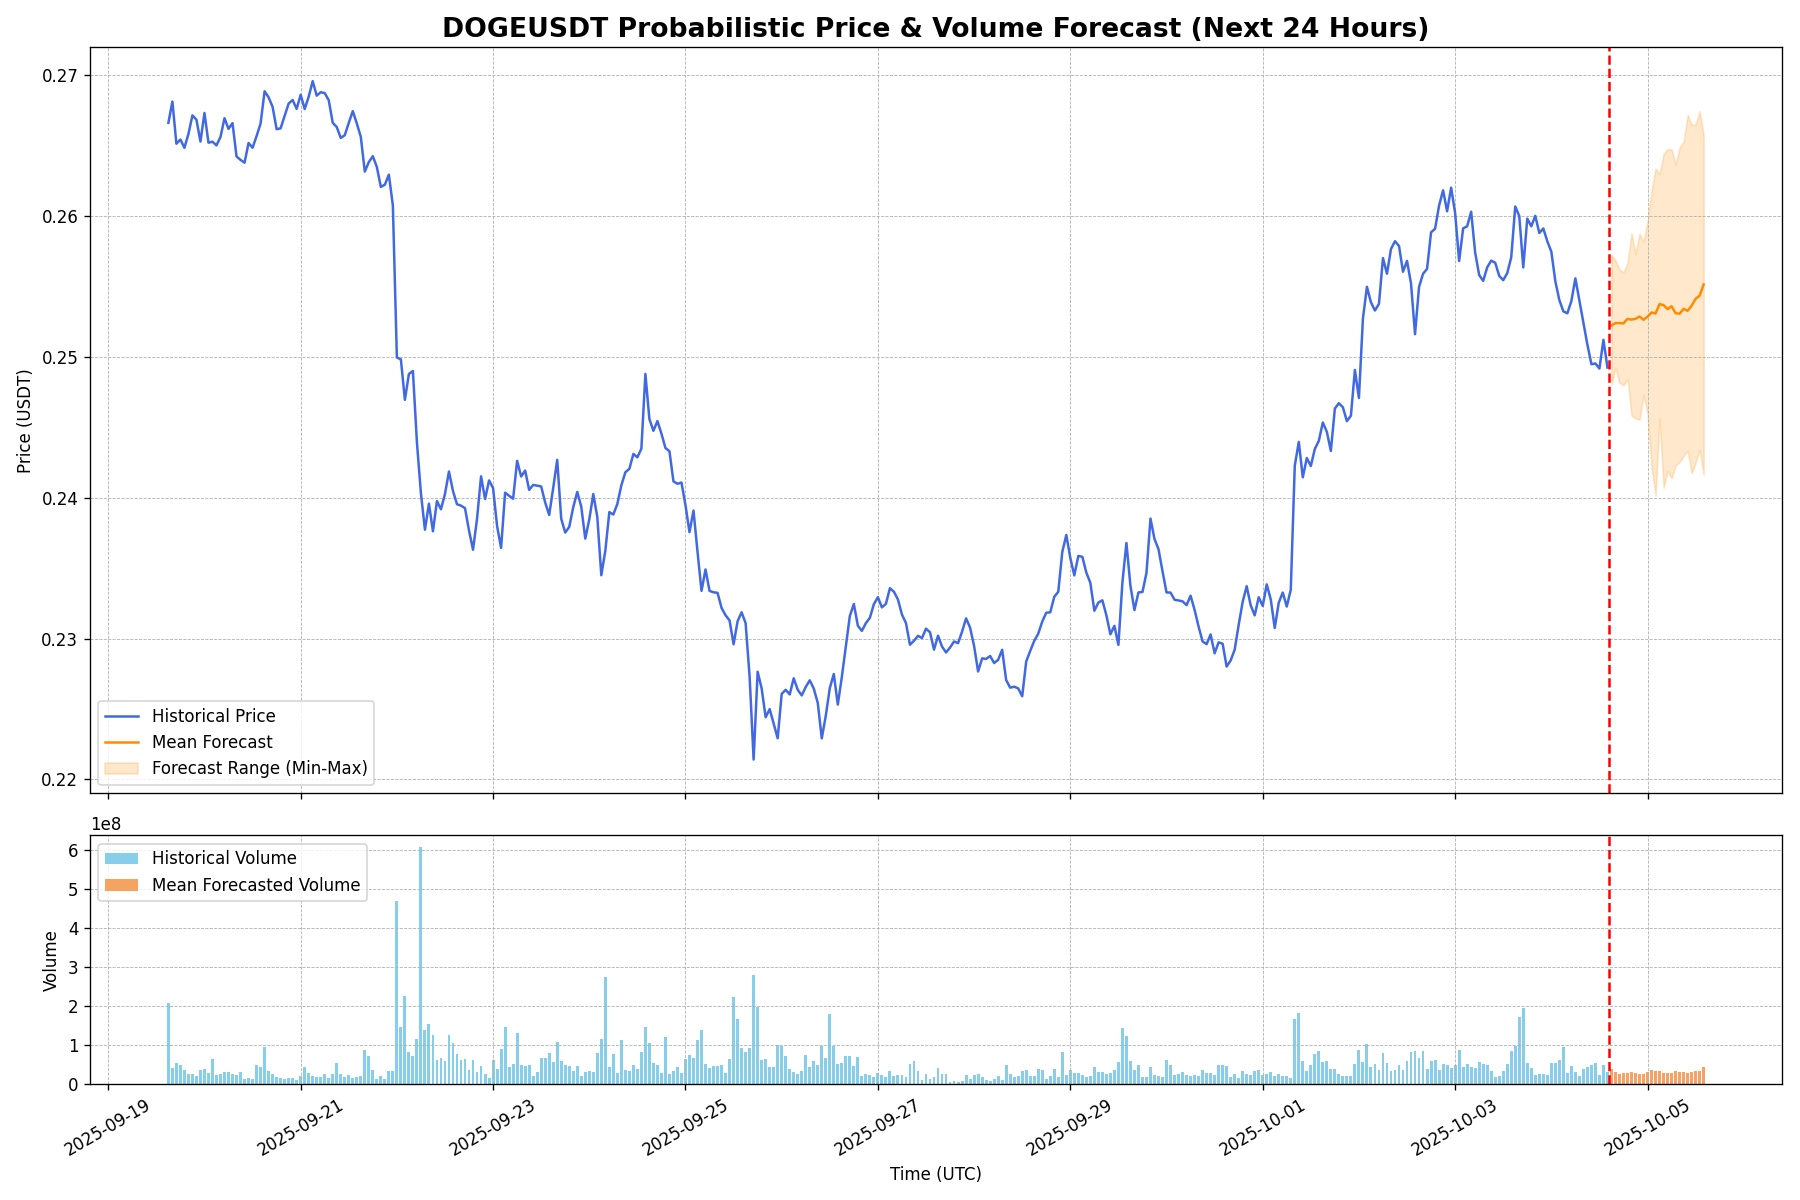 DOGEUSDT Probabilistic Price & Volume Forecast (Next 24 Hours)
0.27
0.26
0.25
0.24
0.23
0.22
Price (USDT)
Historical Price
Mean Forecast
Forecast Range (Min-Max)
1e8
6
5
4
3
2
1
0
Volume
Historical Volume
Mean Forecasted Volume
2025-09-19
2025-09-21
2025-09-23
2025-09-25
2025-09-27
2025-09-29
2025-10-01
2025-10-03
2025-10-05
Time (UTC)